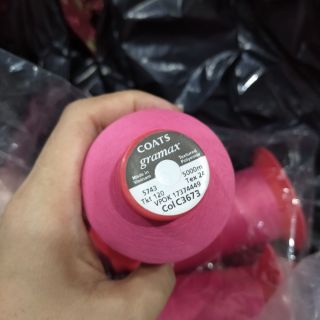 COATS
gramax
Made in Vietnam
Textured Polyester
5743
5000m
Tkt 120
Tex 24
VPOK 17374449
Col C3673